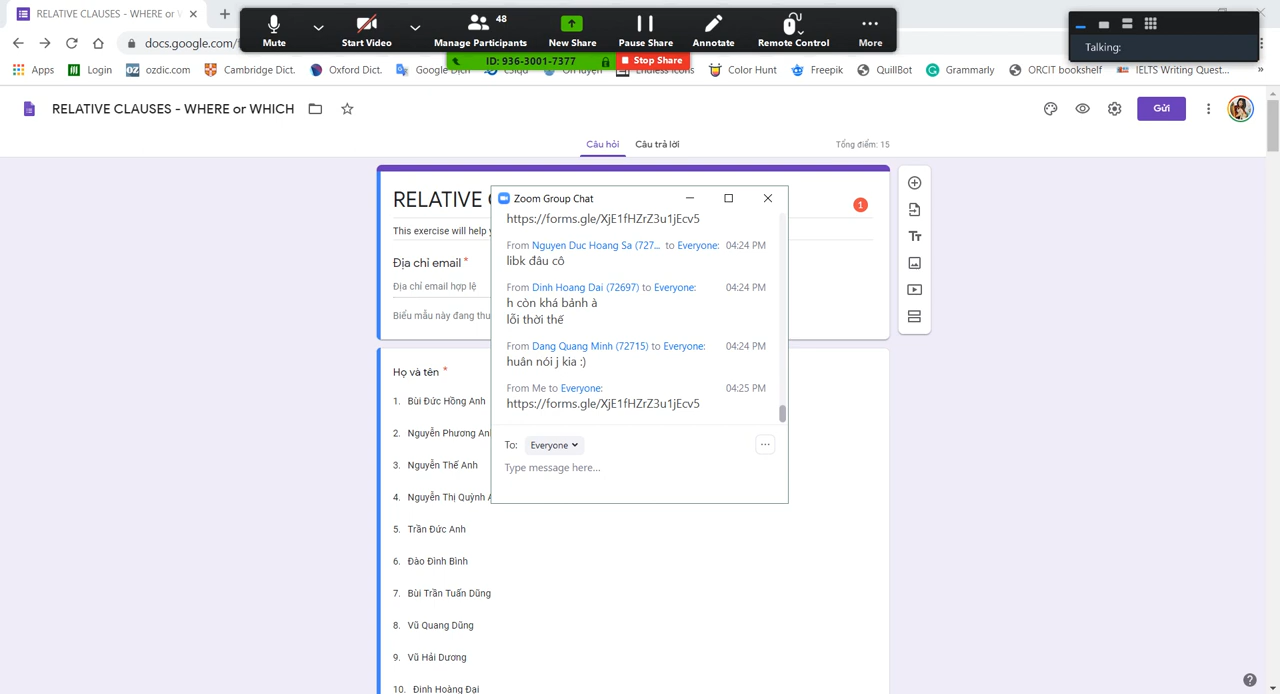 RELATIVE CLAUSES - WHERE or
48
Mute
Start Video
Manage Participants
New Share
Pause Share
Annotate
Remote Control
More
Talking:
docs.google.com/
ID: 936-3001-7377
Stop Share
Apps
Login
OZ
ozdic.com
Cambridge Dict.
Oxford Dict.
Google
Color Hunt
Freepik
QuillBot
Grammarly
ORCIT bookshelf
IELTS Writing Quest...
»
RELATIVE CLAUSES - WHERE or WHICH
Gửi
Câu hỏi
Câu trả lời
Tổng điểm: 15
RELATIVE
1
This exercise will help
Địa chỉ email *
Địa chỉ email hợp lệ
Biểu mẫu này đang thu
Zoom Group Chat
https://forms.gle/XjE1fHZrZ3u1jEcv5
From Nguyen Duc Hoang Sa (727... to Everyone: 04:24 PM
libk đâu cô
From Dinh Hoang Dai (72697) to Everyone: 04:24 PM
h còn khá bảnh à
lỗi thời thế
From Dang Quang Minh (72715) to Everyone: 04:24 PM
huân nói j kia :)
From Me to Everyone: 04:25 PM
https://forms.gle/XjE1fHZrZ3u1jEcv5
To: Everyone
Type message here...
Họ và tên *
1. Bùi Đức Hồng Anh
2. Nguyễn Phương Anh
3. Nguyễn Thế Anh
4. Nguyễn Thị Quỳnh A
5. Trần Đức Anh
6. Đào Đình Bình
7. Bùi Trần Tuấn Dũng
8. Vũ Quang Dũng
9. Vũ Hải Dương
10. Đinh Hoàng Đại